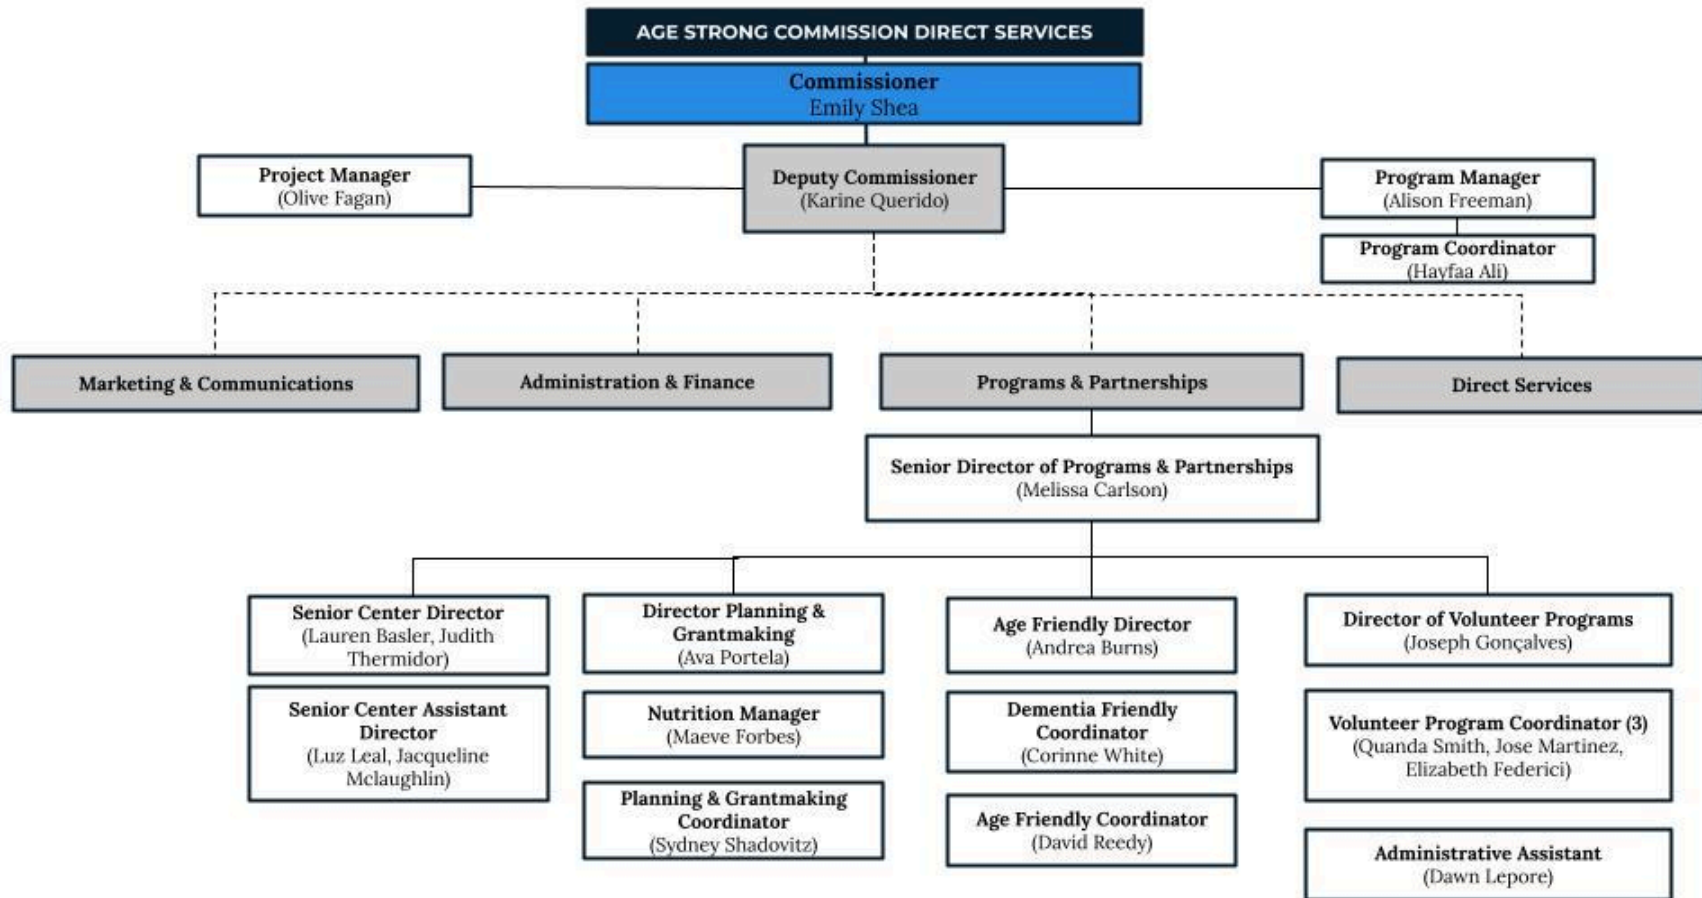 AGE STRONG COMMISSION DIRECT SERVICES
Commissioner
Emily Shea
Project Manager
(Olive Fagan)
Deputy Commissioner
(Karine Querido)
Program Manager
(Alison Freeman)
Program Coordinator
(Hayfaa Ali)
Marketing & Communications
Administration & Finance
Programs & Partnerships
Direct Services
Senior Director of Programs & Partnerships
(Melissa Carlson)
Senior Center Director
(Lauren Basler, Judith
Thermidor)
Director Planning &
Grantmaking
(Ava Portela)
Age Friendly Director
(Andrea Burns)
Director of Volunteer Programs
(Joseph Gonçalves)
Senior Center Assistant
Director
(Luz Leal, Jacqueline
Mclaughlin)
Nutrition Manager
(Maeve Forbes)
Dementia Friendly
Coordinator
(Corinne White)
Volunteer Program Coordinator (3)
(Quanda Smith, Jose Martinez,
Elizabeth Federici)
Planning & Grantmaking
Coordinator
(Sydney Shadovitz)
Age Friendly Coordinator
(David Reedy)
Administrative Assistant
(Dawn Lepore)